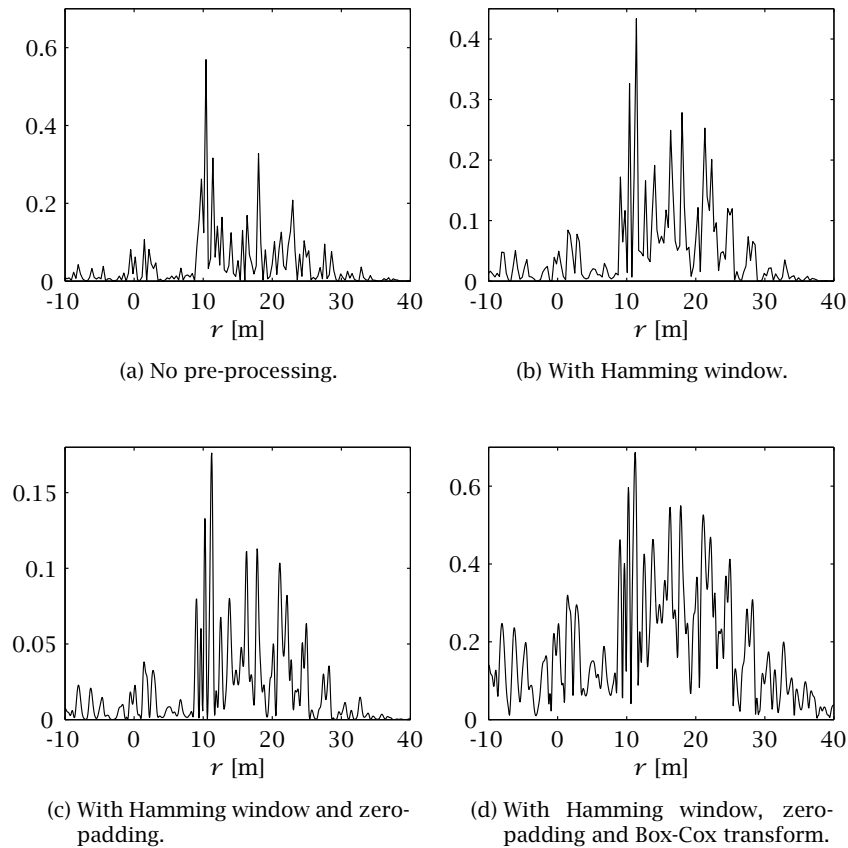 0.6
0.4
0.2
0
-10 0 10 20 30 40
r [m]
(a) No pre-processing.
0.4
0.3
0.2
0.1
0
-10 0 10 20 30 40
r [m]
(b) With Hamming window.
0.15
0.1
0.05
0
-10 0 10 20 30 40
r [m]
(c) With Hamming window and zero-
padding.
0.6
0.4
0.2
0
-10 0 10 20 30 40
r [m]
(d) With Hamming window, zero-
padding and Box-Cox transform.